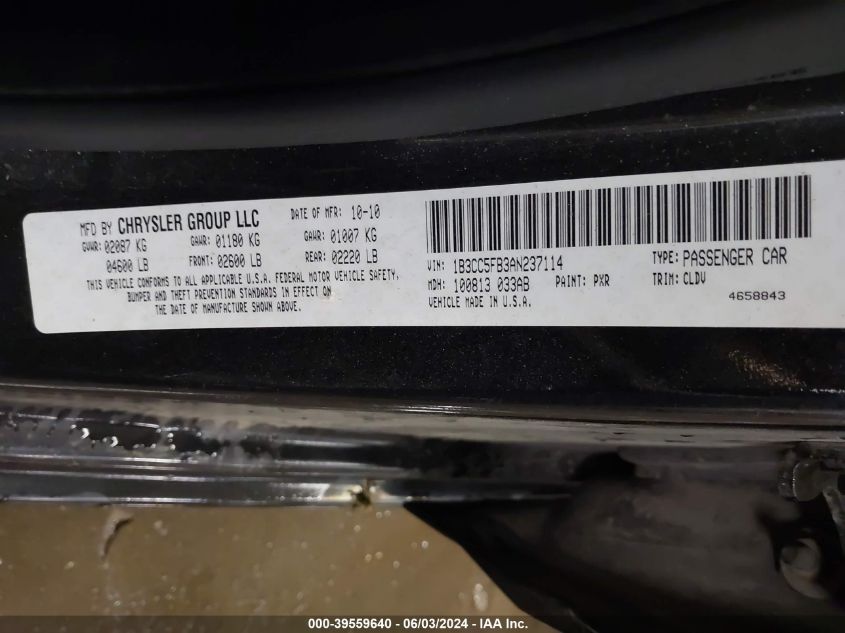 MFD BY CHRYSLER GROUP LLC DATE OF MFR: 10-10
GVWR: 02087 KG GAWR: 01180 KG GAWR: 01007 KG
04600 LB FRONT: 02600 LB REAR: 02220 LB
THIS VEHICLE CONFORMS TO ALL APPLICABLE U.S.A. FEDERAL MOTOR VEHICLE SAFETY,
BUMPER AND THEFT PREVENTION STANDARDS IN EFFECT ON
THE DATE OF MANUFACTURE SHOWN ABOVE.
VIN: 1B3CC5FB3AN237114 TYPE: PASSENGER CAR
MDH: 100813 033AB PAINT: PXR TRIM: CLDV
VEHICLE MADE IN U.S.A. 4658843
000-39559640 - 06/03/2024 - IAA Inc.